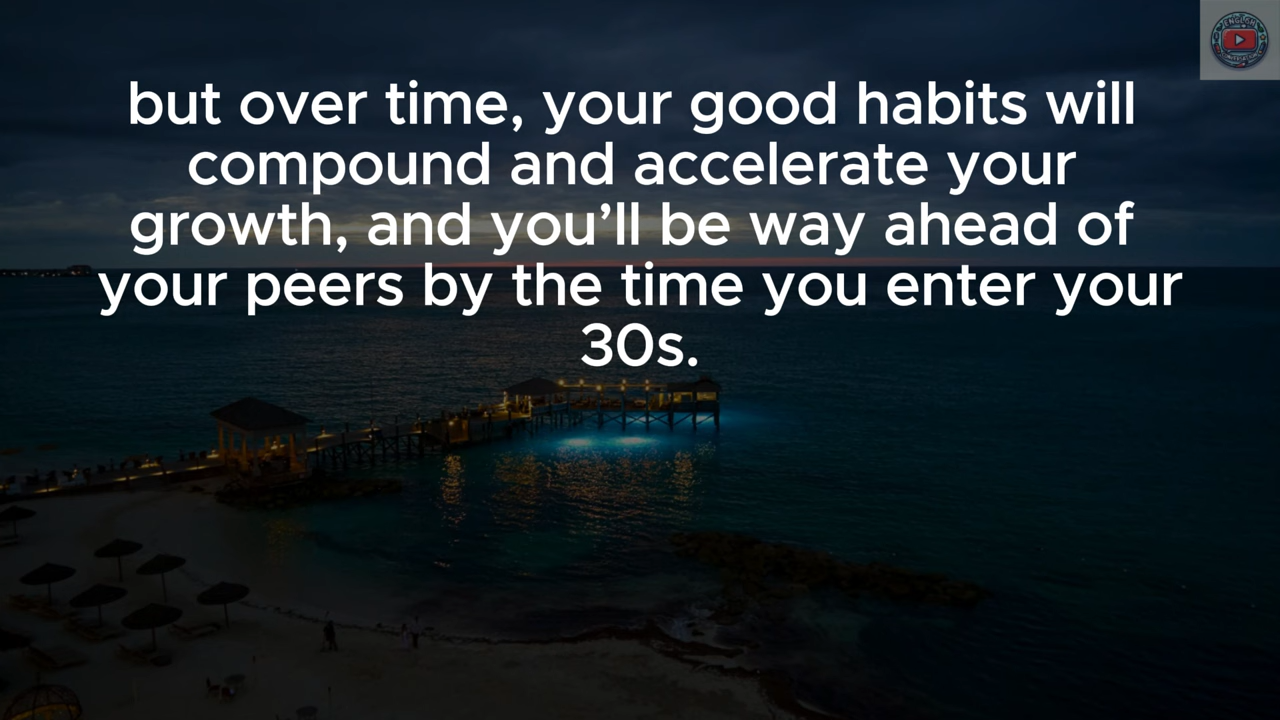 but over time, your good habits will
compound and accelerate your
growth, and you’ll be way ahead of
your peers by the time you enter your
30s.
ENGLISH